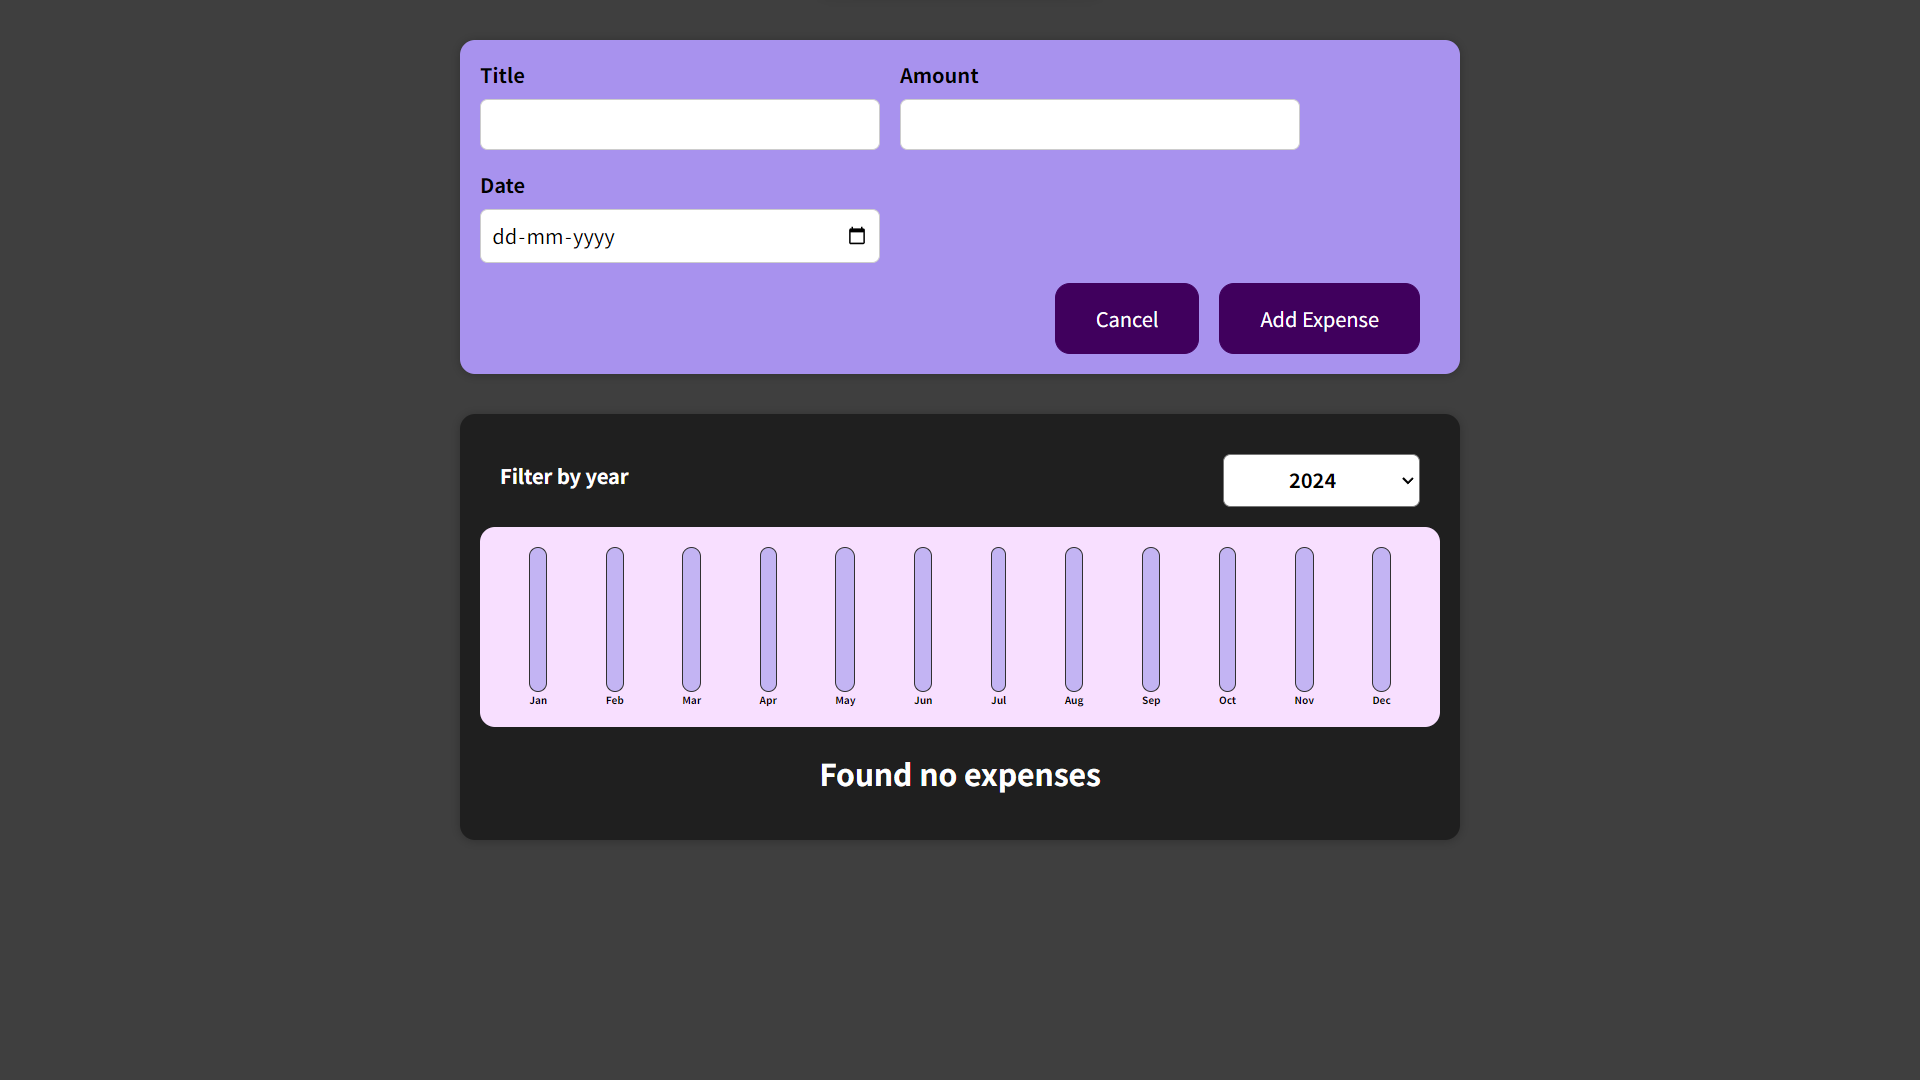 Title Amount
Date
dd-mm-yyyy
Cancel Add Expense
Filter by year 2024
Jan Feb Mar Apr May Jun Jul Aug Sep Oct Nov Dec
Found no expenses